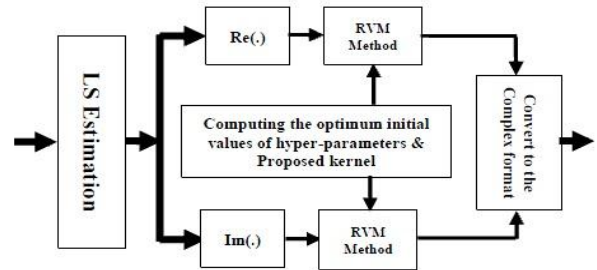 LS Estimation
Re(.)
RVM
Method
Computing the optimum initial
values of hyper-parameters &
Proposed kernel
Im(.)
RVM
Method
Convert to the
Complex format